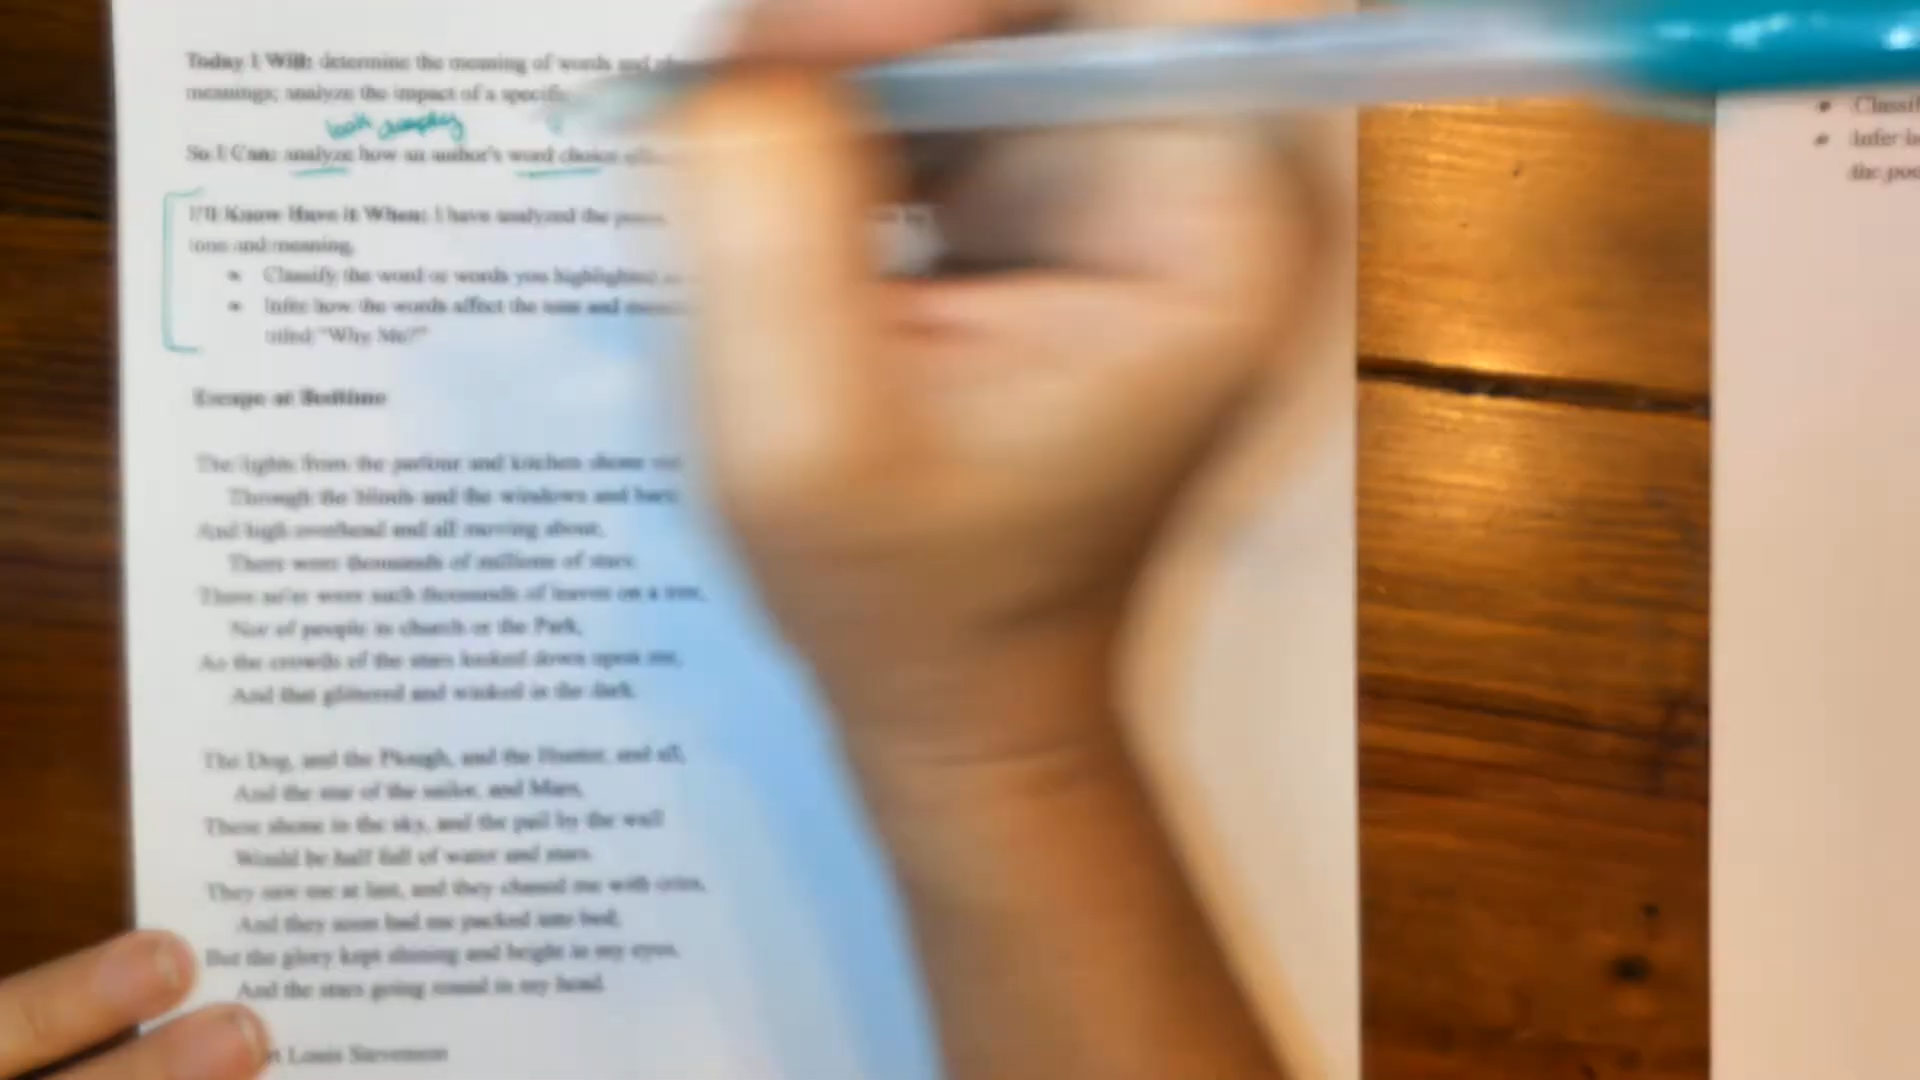 Today I Will: determine the meaning of words and
meanings; analyze the impact of a specific
look deeply
So I Can: analyze how an author's word choice
I'll Know Have it When: I have analyzed the
tone and meaning.
• Classify the word or words you highlighted
• Infer how the words affect the tone and
titled "Why Me?"
Escape at Bedtime
The lights from the parlour and kitchen shone out
Through the blinds and the windows and bars;
And high overhead and all moving about,
There were thousands of millions of stars.
There ne'er were such thousands of leaves on a tree,
Nor of people in church or the Park,
As the crowds of the stars looked down upon me,
And that glittered and winked in the dark.
The Dog, and the Plough, and the Hunter, and all,
And the star of the sailor, and Mars,
These shone in the sky, and the pail by the wall
Would be half full of water and stars.
They saw me at last, and they chased me with cries,
And they soon had me packed into bed;
But the glory kept shining and bright in my eyes,
And the stars going round in my head.
Louis Stevenson
•
• Infer
the